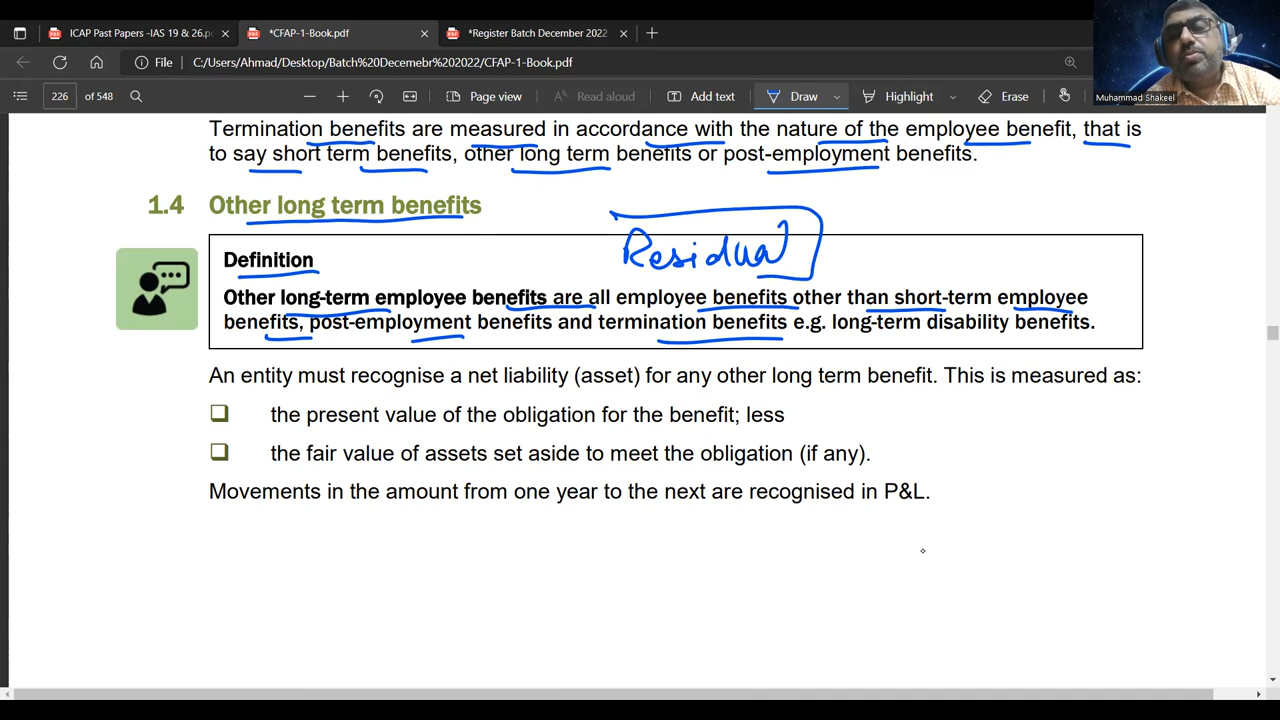 ICAP Past Papers -IAS 19 & 26.p
*CFAP-1-Book.pdf
*Register Batch December 2022
File
C:/Users/Ahmad/Desktop/Batch%20Decemebr%202022/CFAP-1-Book.pdf
226 of 548
Page view
Read aloud
Add text
Draw
Highlight
Erase
Muhammad Shakeel
Termination benefits are measured in accordance with the nature of the employee benefit, that is
to say short term benefits, other long term benefits or post-employment benefits.
1.4 Other long term benefits
Residual
Definition
Other long-term employee benefits are all employee benefits other than short-term employee
benefits, post-employment benefits and termination benefits e.g. long-term disability benefits.
An entity must recognise a net liability (asset) for any other long term benefit. This is measured as:
the present value of the obligation for the benefit; less
the fair value of assets set aside to meet the obligation (if any).
Movements in the amount from one year to the next are recognised in P&L.